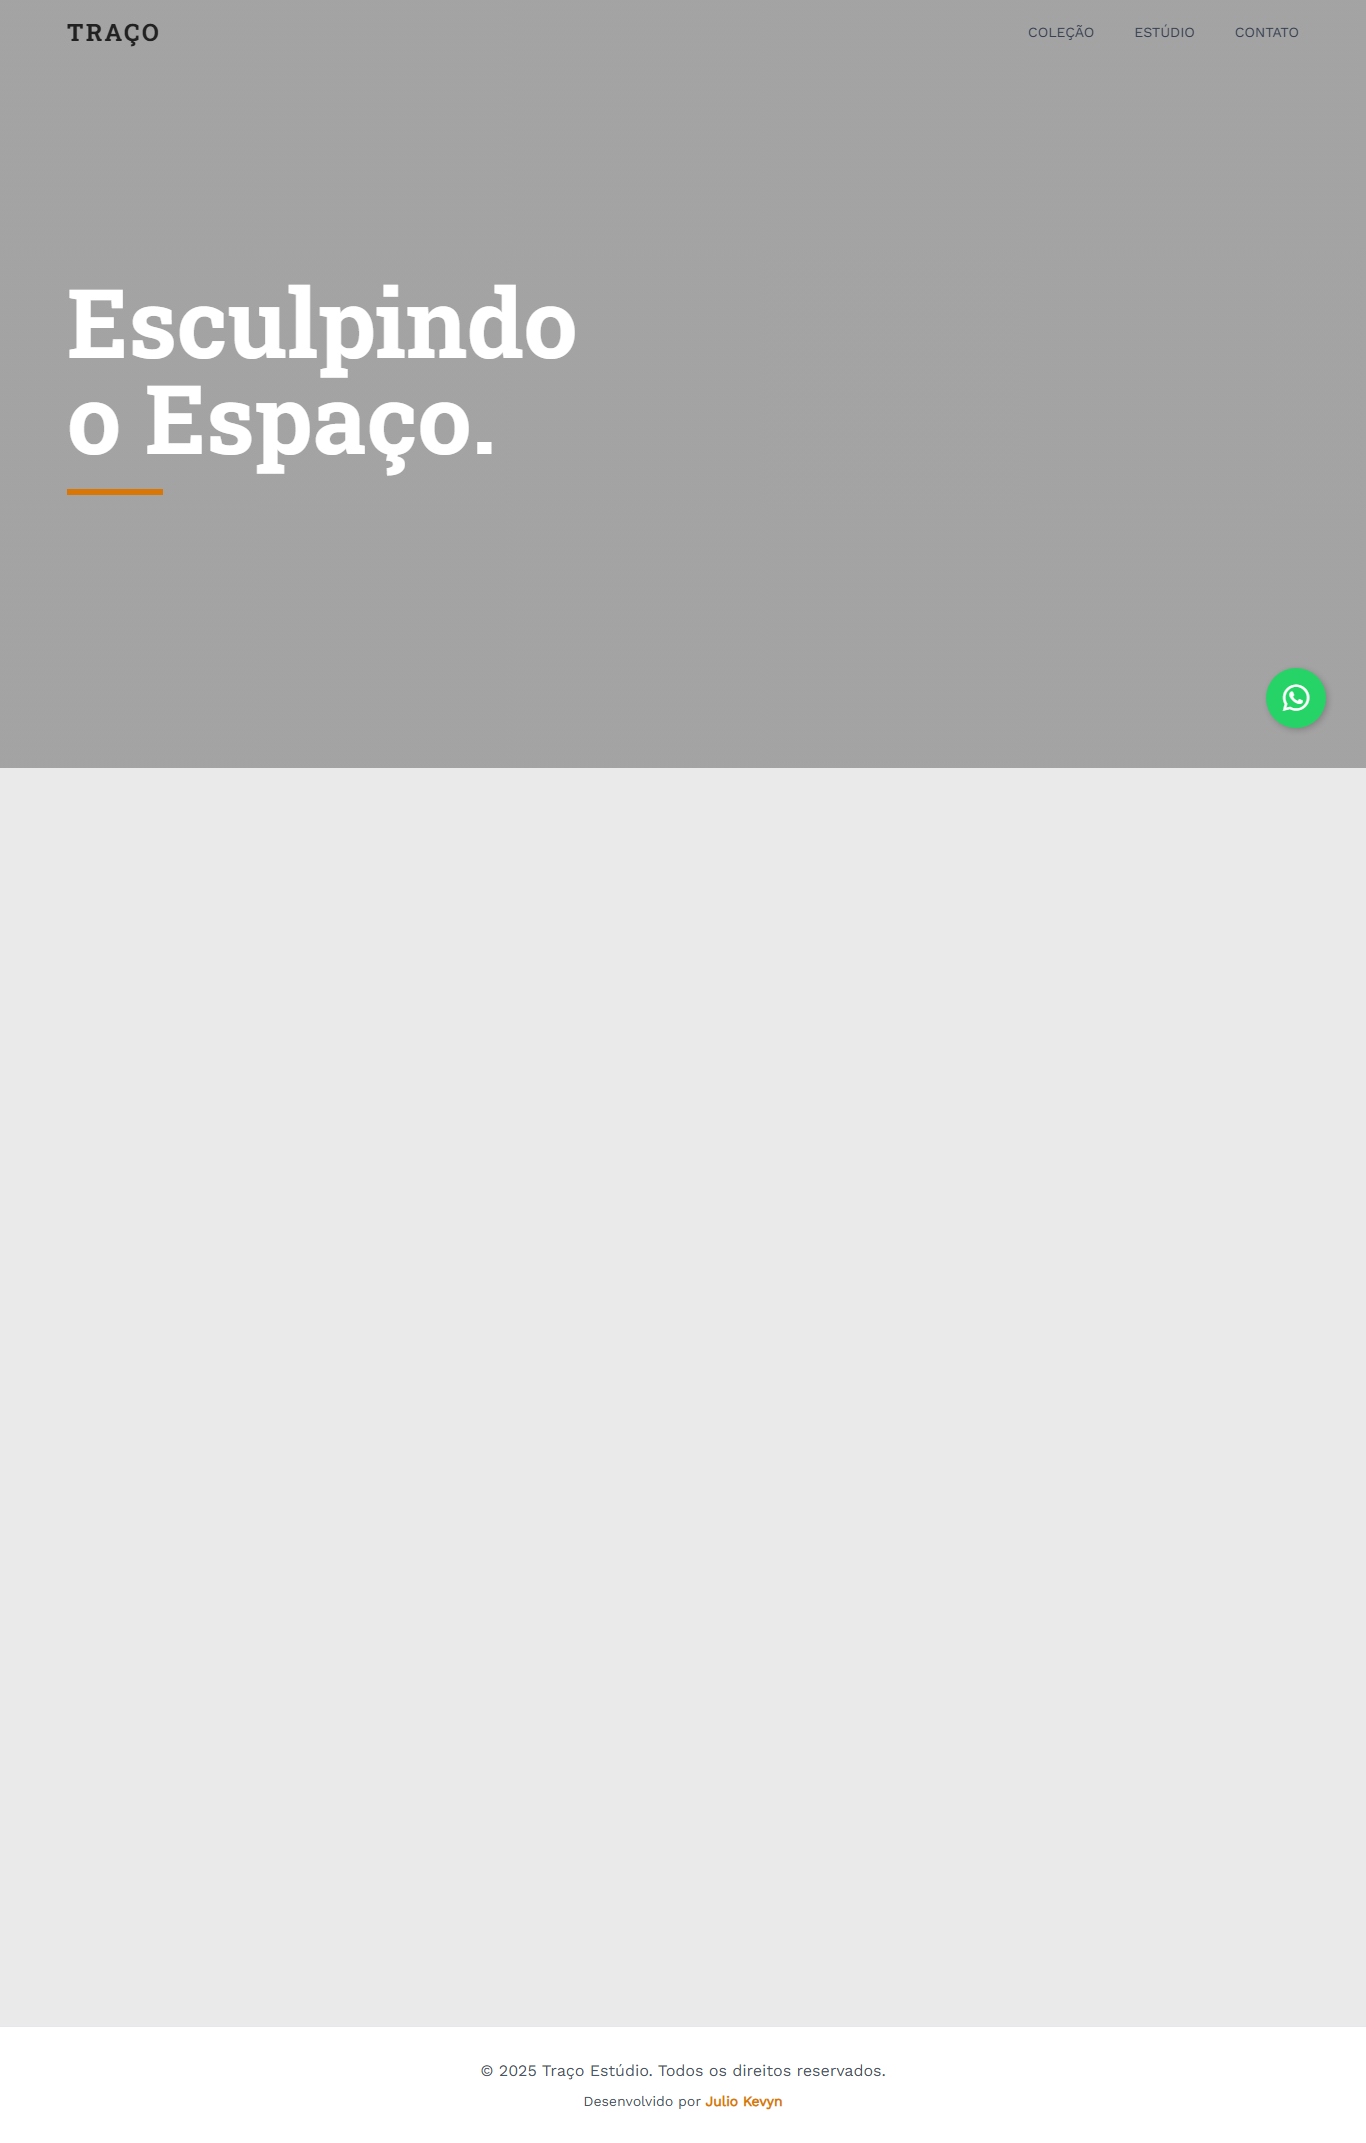 TRAÇO
COLEÇÃO ESTÚDIO CONTATO
Esculpindo
o Espaço.
© 2025 Traço Estúdio. Todos os direitos reservados.
Desenvolvido por Julio Kevyn